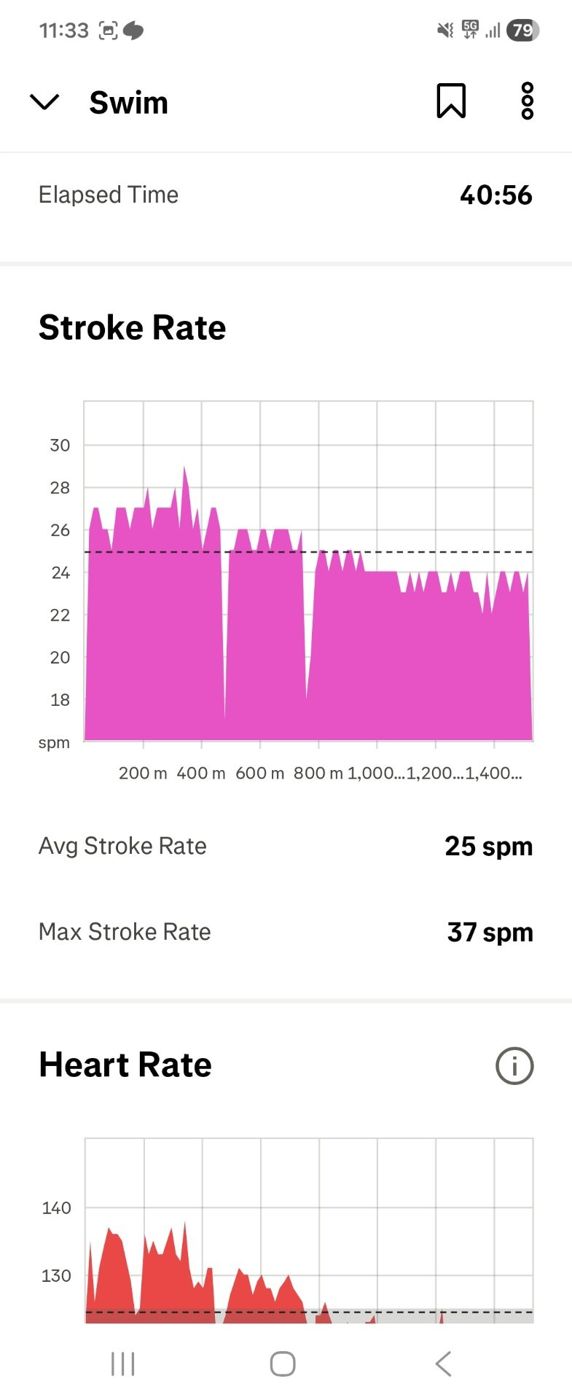 11:33 5G 79
Swim
Elapsed Time 40:56
Stroke Rate
30
28
26
24
22
20
18
spm
200 m 400 m 600 m 800 m 1,000... 1,200... 1,400...
Avg Stroke Rate 25 spm
Max Stroke Rate 37 spm
Heart Rate
140
130